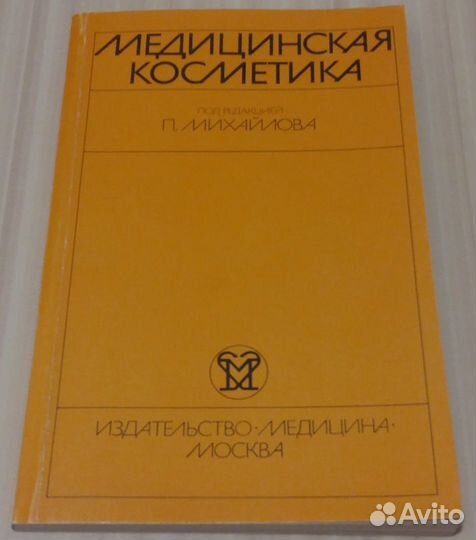 МЕДИЦИНСКАЯ
КОСМЕТИКА
ПОД РЕДАКЦИЕЙ
П. МИХАЙЛОВА
М
ИЗДАТЕЛЬСТВО·МЕДИЦИНА·
МОСКВА
Avito